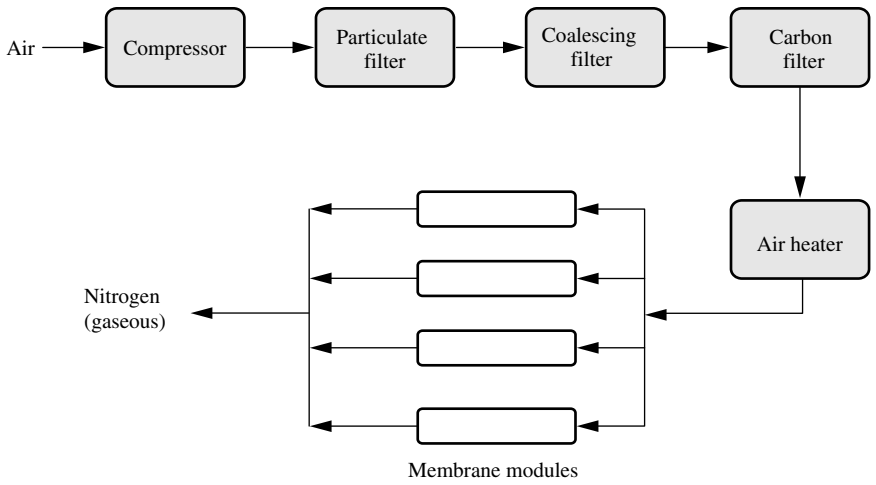 Air
Compressor
Particulate
filter
Coalescing
filter
Carbon
filter
Air heater
Nitrogen
(gaseous)
Membrane modules